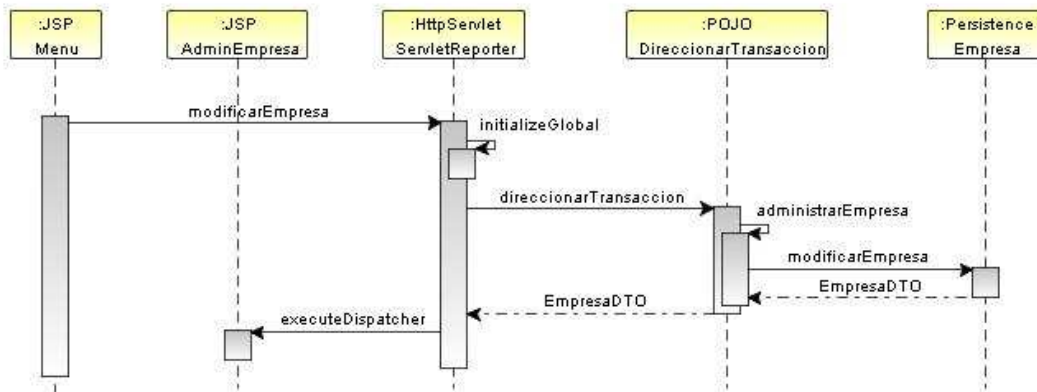 :JSP
Menu
:JSP
AdminEmpresa
:HttpServlet
ServletReporter
:POJO
DireccionarTransaccion
:Persistence
Empresa
modificarEmpresa
initializeGlobal
direccionarTransaccion
administrarEmpresa
modificarEmpresa
EmpresaDTO
EmpresaDTO
executeDispatcher